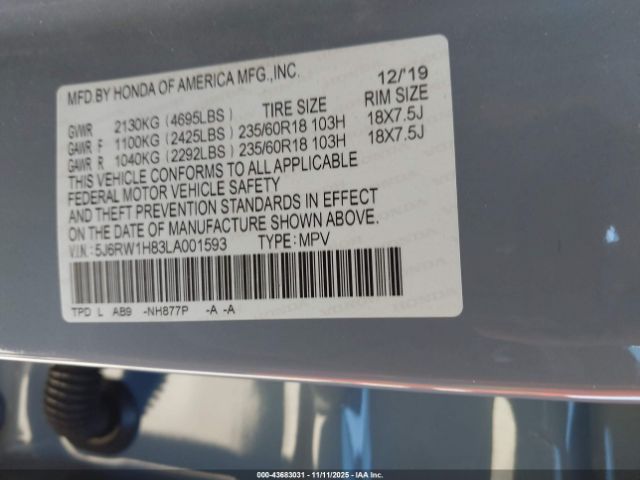 MFD.BY HONDA OF AMERICA MFG.,INC. 12/'19
GVWR 2130KG (4695LBS) TIRE SIZE RIM SIZE
GAWR F 1100KG (2425LBS) 235/60R18 103H 18X7.5J
GAWR R 1040KG (2292LBS) 235/60R18 103H 18X7.5J
THIS VEHICLE CONFORMS TO ALL APPLICABLE
FEDERAL MOTOR VEHICLE SAFETY
AND THEFT PREVENTION STANDARDS IN EFFECT
ON THE DATE OF MANUFACTURE SHOWN ABOVE.
V.I.N.: 5J6RW1H83LA001593 TYPE: MPV
TPD L AB9 -NH877P -A -A
000-43683031 - 11/11/2025 - IAA Inc.